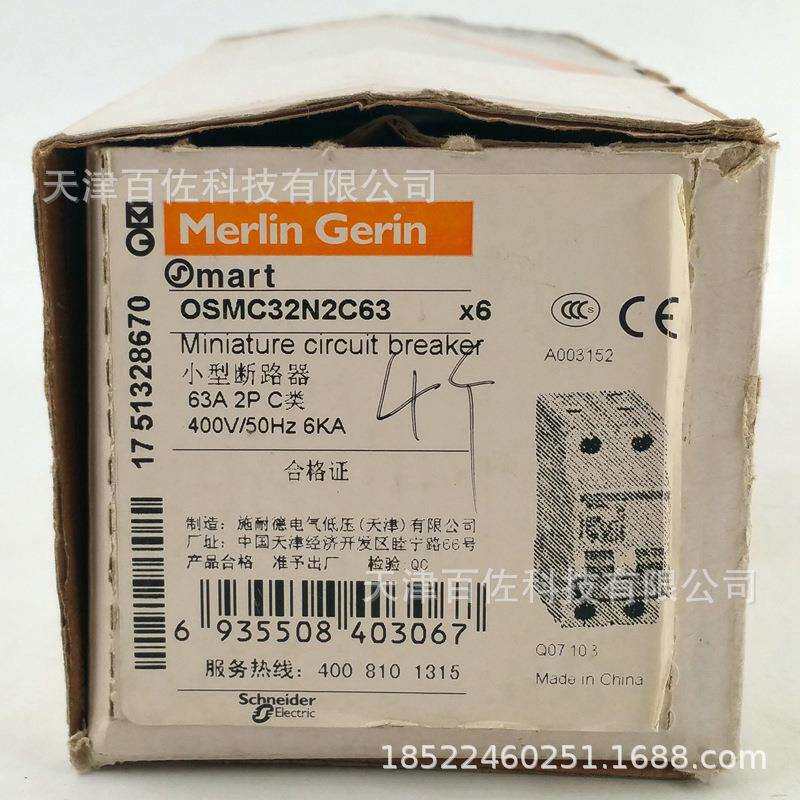 天津百佐科技有限公司
OK
Merlin Gerin
Smart
OSMC32N2C63 x6
Miniature circuit breaker
小型断路器
63A 2P C类
400V/50Hz 6KA
合格证
制造: 施耐德电气低压(天津)有限公司
厂址: 中国天津经济开发区睦宁路66号
产品合格 准予出厂 检验 QC
6 935508 403067
服务热线: 400 810 1315
Schneider
Electric
17 51328670
CCC S CE
A003152
天津百佐科技有限公司
Made in China
18522460251.1688.com